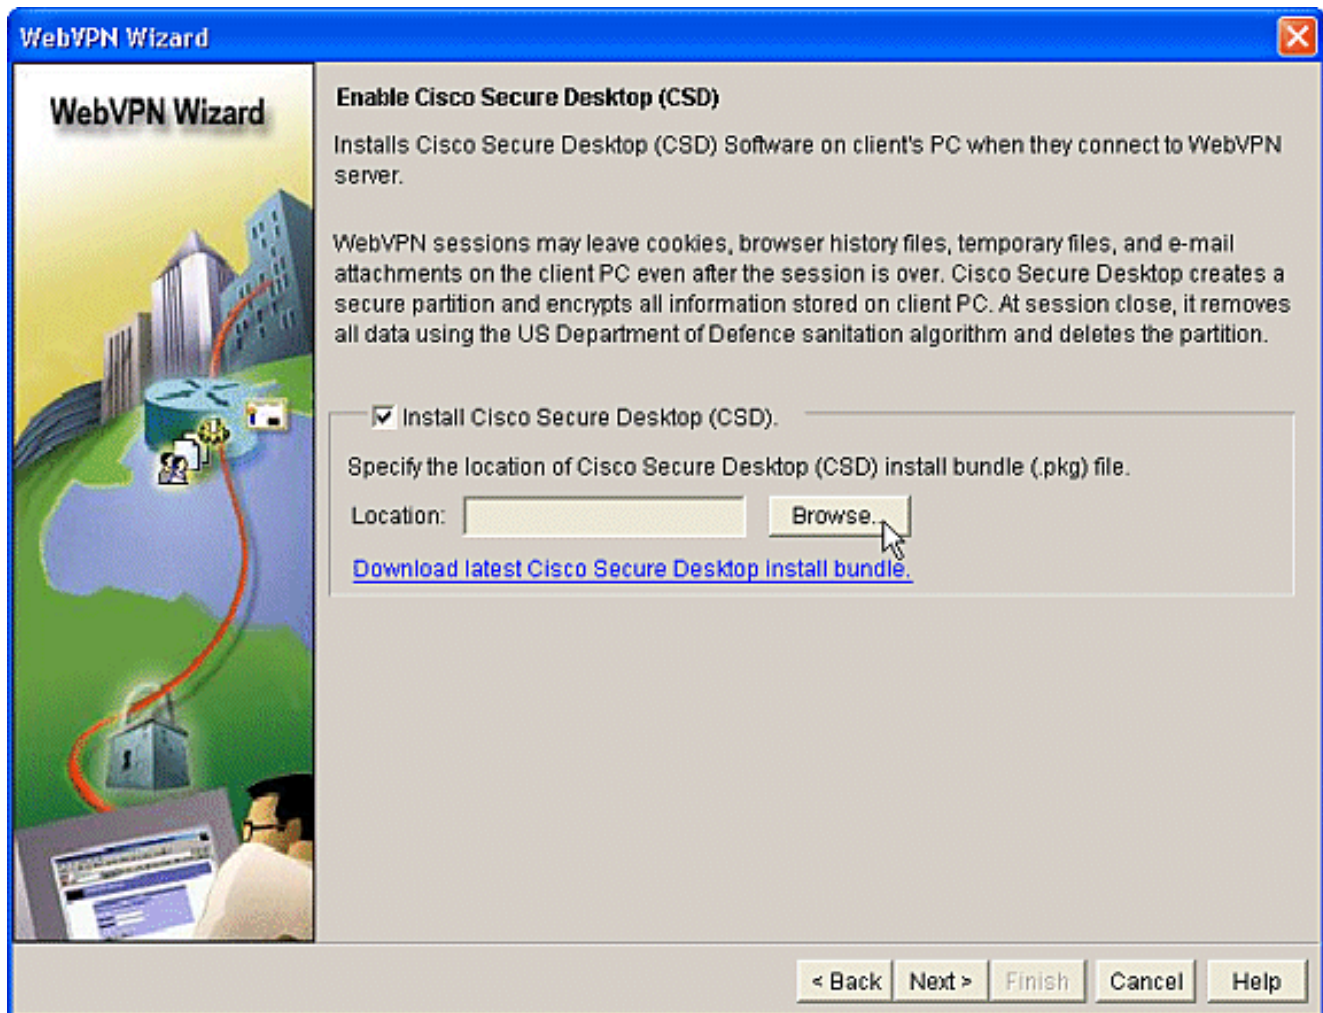 WebVPN Wizard
WebVPN Wizard
Enable Cisco Secure Desktop (CSD)
Installs Cisco Secure Desktop (CSD) Software on client's PC when they connect to WebVPN
server.
WebVPN sessions may leave cookies, browser history files, temporary files, and e-mail
attachments on the client PC even after the session is over. Cisco Secure Desktop creates a
secure partition and encrypts all information stored on client PC. At session close, it removes
all data using the US Department of Defence sanitation algorithm and deletes the partition.
Install Cisco Secure Desktop (CSD).
Specify the location of Cisco Secure Desktop (CSD) install bundle (.pkg) file.
Location:
Browse...
Download latest Cisco Secure Desktop install bundle.
< Back
Next >
Finish
Cancel
Help